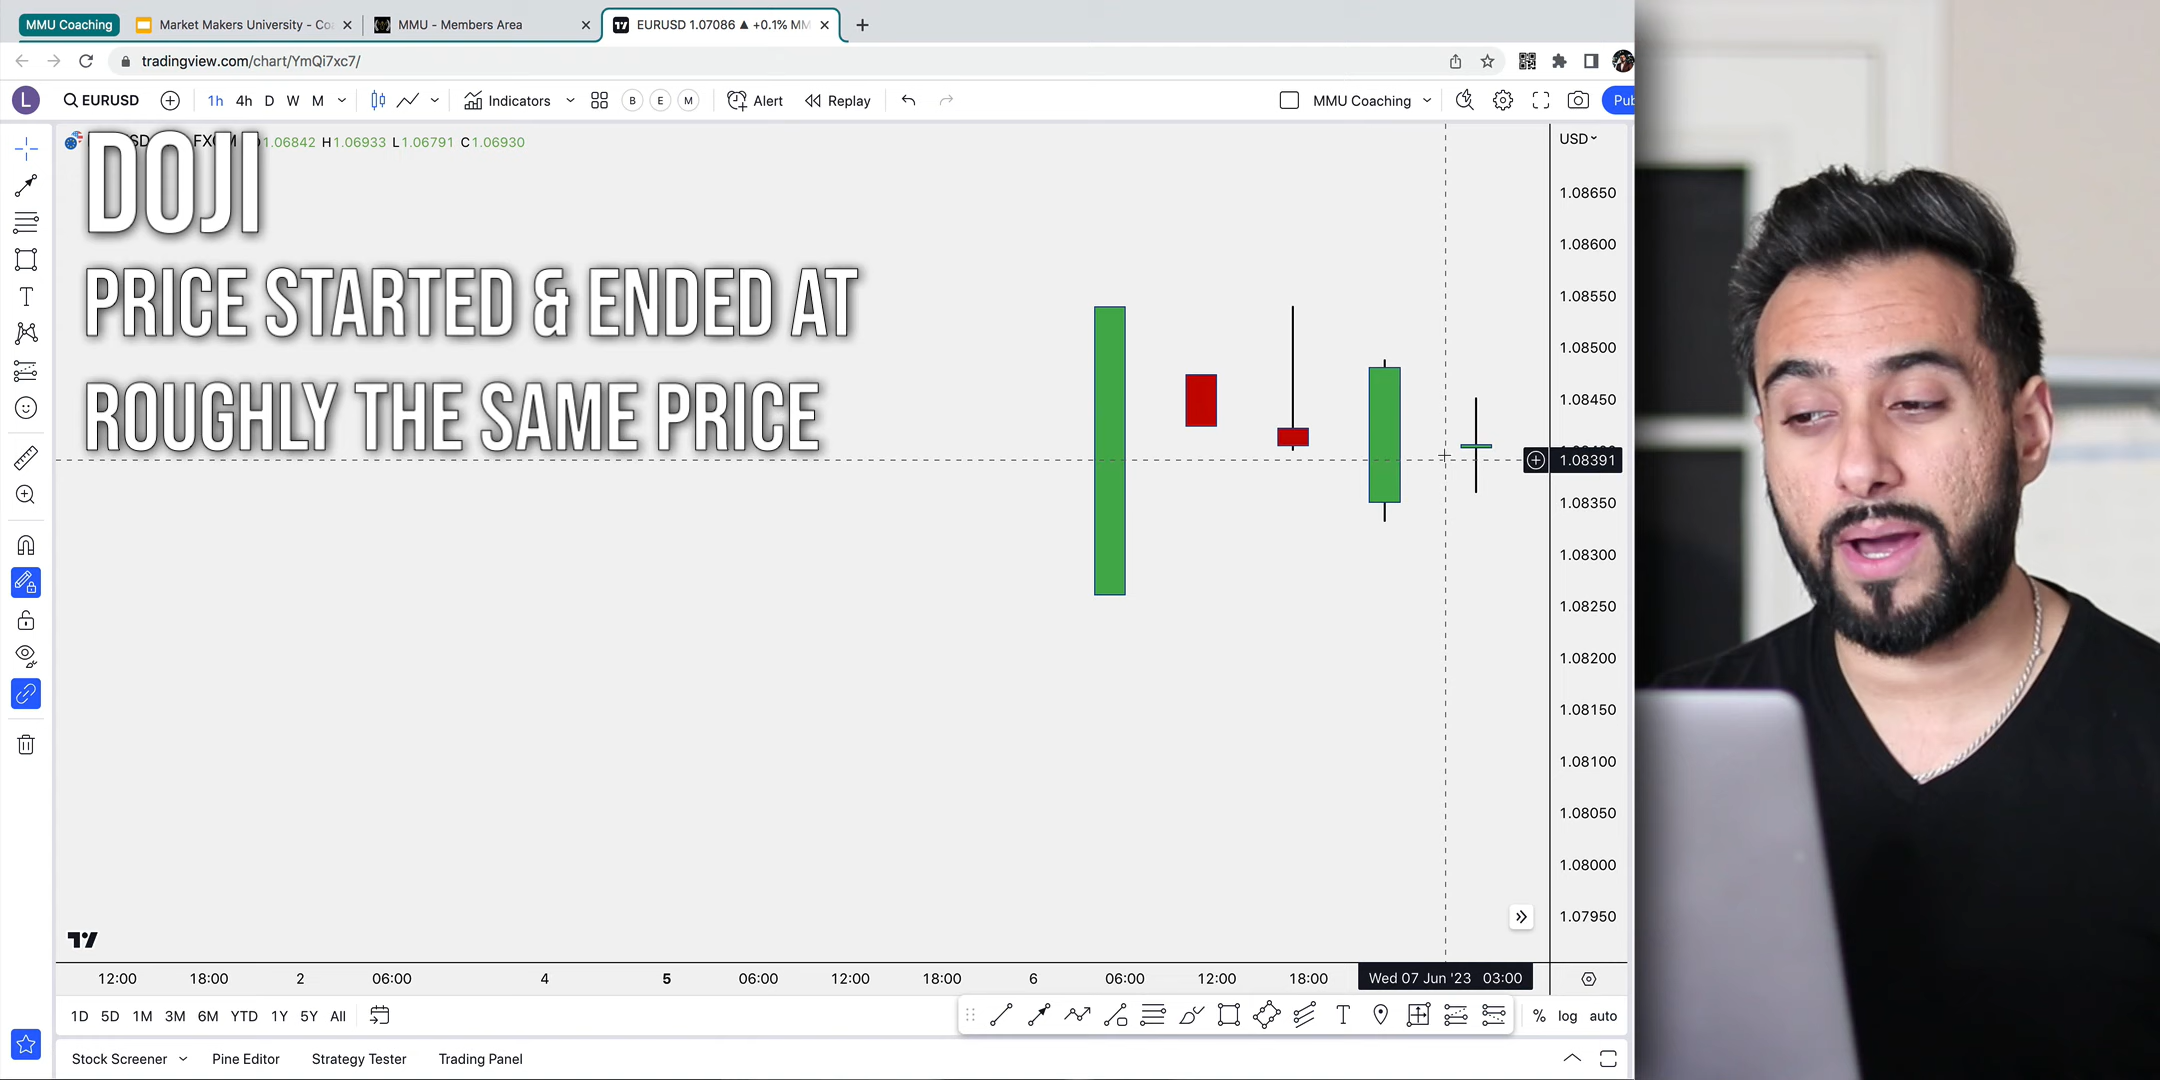 MMU Coaching
Market Makers University - Co
MMU - Members Area
EURUSD 1.07086 ▲ +0.1% MM
tradingview.com/chart/YmQi7xc7/
L
EURUSD
1h 4h D W M
Indicators
B E M
Alert
Replay
MMU Coaching
Pub
1.06842 H1.06933 L1.06791 C1.06930
DOJI
PRICE STARTED & ENDED AT
ROUGHLY THE SAME PRICE
USD
1.08650
1.08600
1.08550
1.08500
1.08450
1.08391
1.08350
1.08300
1.08250
1.08200
1.08150
1.08100
1.08050
1.08000
1.07950
12:00 18:00 2 06:00 4 5 06:00 12:00 18:00 6 06:00 12:00 18:00 Wed 07 Jun '23 03:00
1D 5D 1M 3M 6M YTD 1Y 5Y All
% log auto
Stock Screener Pine Editor Strategy Tester Trading Panel